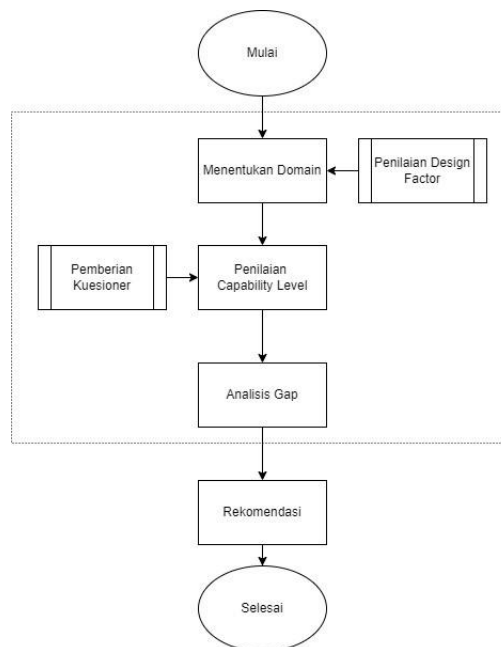 Mulai
Menentukan Domain
Penilaian Design
Factor
Pemberian
Kuesioner
Penilaian
Capability Level
Analisis Gap
Rekomendasi
Selesai